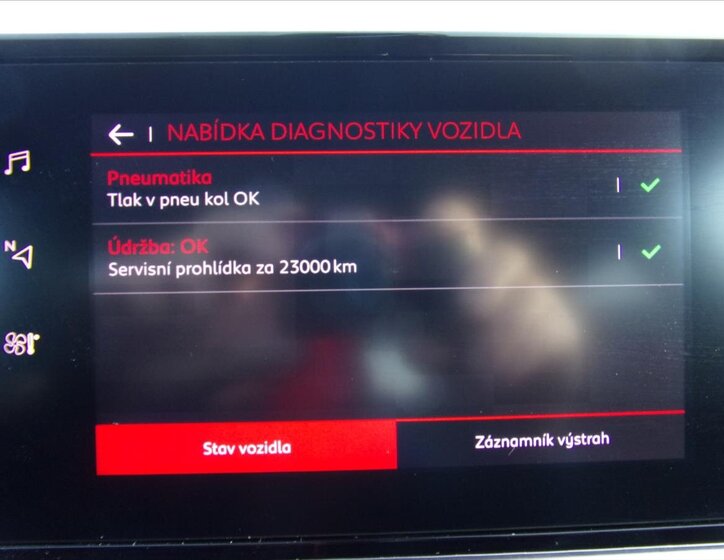 NABÍDKA DIAGNOSTIKY VOZIDLA
Pneumatika
Tlak v pneu kol OK
Údržba: OK
Servisní prohlídka za 23000 km
N
Stav vozidla
Záznamník výstrah